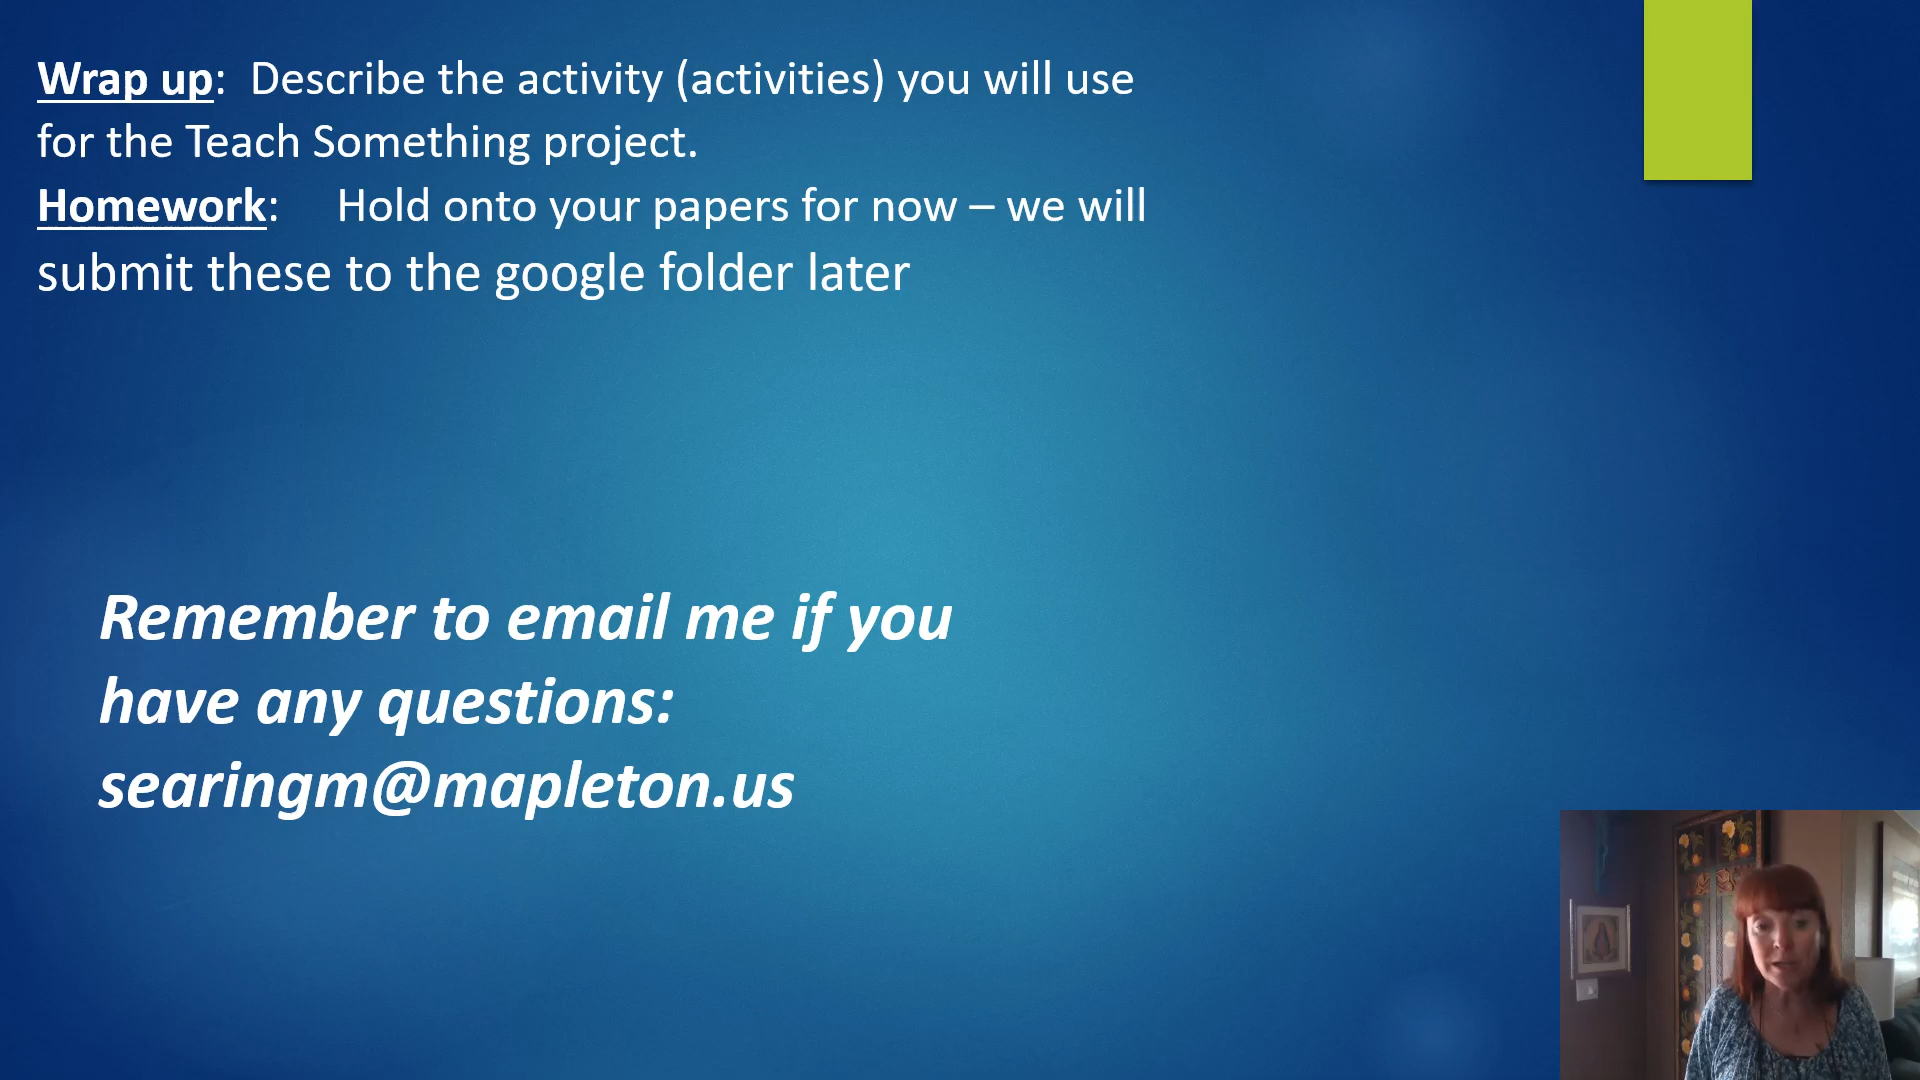 Wrap up:  Describe the activity (activities) you will use
for the Teach Something project.
Homework:    Hold onto your papers for now – we will
submit these to the google folder later
Remember to email me if you
have any questions:
searingm@mapleton.us